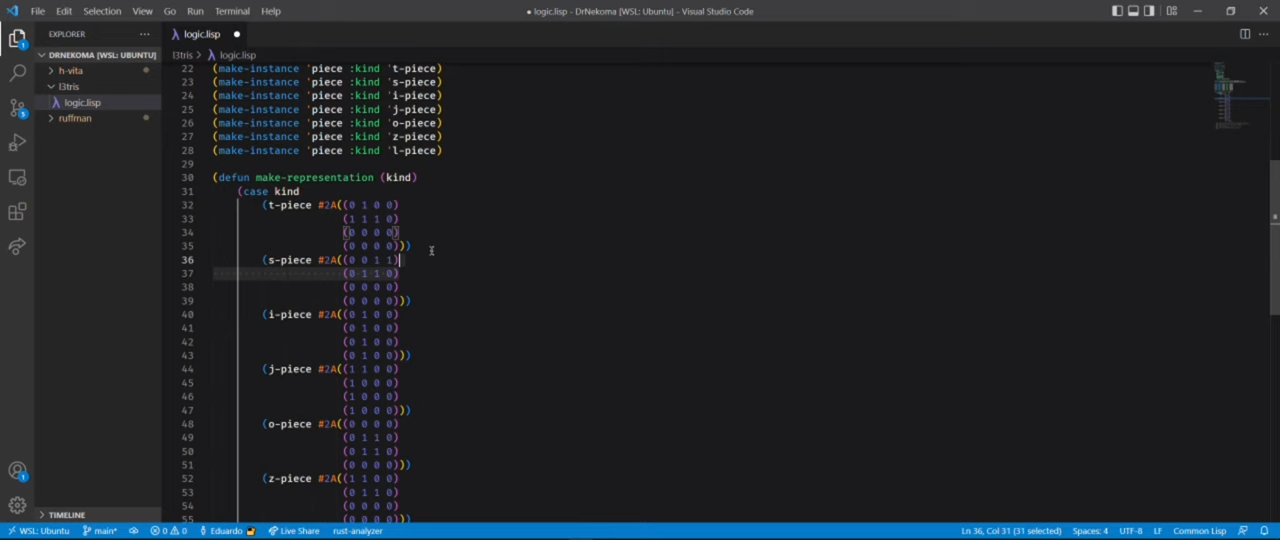 File Edit Selection View Go Run Terminal Help
● logic.lisp - DrNekoma [WSL: Ubuntu] - Visual Studio Code
EXPLORER
DRNEKOMA [WSL: UBUNTU]
h-vita
l3tris
logic.lisp
ruffman
TIMELINE
logic.lisp ●
l3tris > logic.lisp
22 (make-instance 'piece :kind 't-piece)
23 (make-instance 'piece :kind 's-piece)
24 (make-instance 'piece :kind 'i-piece)
25 (make-instance 'piece :kind 'j-piece)
26 (make-instance 'piece :kind 'o-piece)
27 (make-instance 'piece :kind 'z-piece)
28 (make-instance 'piece :kind 'l-piece)
29
30 (defun make-representation (kind)
31 (case kind
32 (t-piece #2A((0 1 0 0)
33 (1 1 1 0)
34 (0 0 0 0)
35 (0 0 0 0)))
36 (s-piece #2A((0 0 1 1)
37 (0 1 1 0)
38 (0 0 0 0)
39 (0 0 0 0)))
40 (i-piece #2A((0 1 0 0)
41 (0 1 0 0)
42 (0 1 0 0)
43 (0 1 0 0)))
44 (j-piece #2A((1 1 0 0)
45 (1 0 0 0)
46 (1 0 0 0)
47 (1 0 0 0)))
48 (o-piece #2A((0 0 0 0)
49 (0 1 1 0)
50 (0 1 1 0)
51 (0 0 0 0)))
52 (z-piece #2A((1 1 0 0)
53 (0 1 1 0)
54 (0 0 0 0)
55 (0 0 0 0)))
WSL: Ubuntu main* 0 0 Eduardo Live Share rust-analyzer
Ln 36, Col 31 (31 selected) Spaces: 4 UTF-8 LF Common Lisp